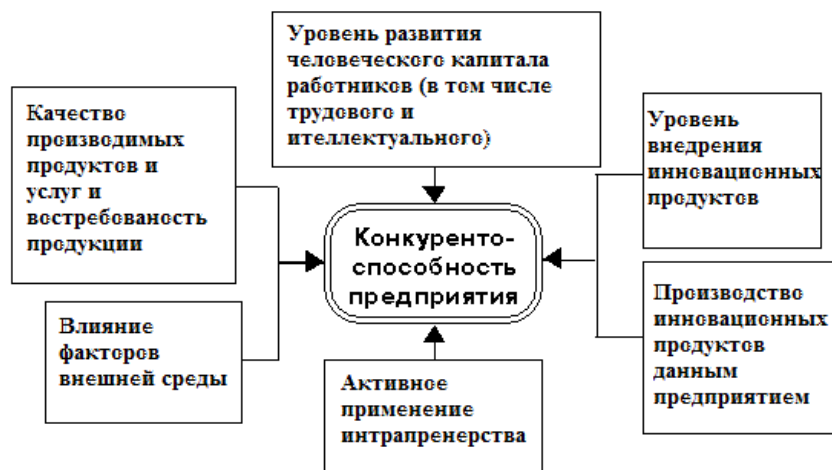 Уровень развития
человеческого капитала
работников (в том числе
трудового и
ителлектуального)
Качество
производимых
продуктов и
услуг и
востребованость
продукции
Уровень
внедрения
инновационных
продуктов
Конкуренто-
способность
предприятия
Влияние
факторов
внешней среды
Производство
инновационных
продуктов
данным
предприятием
Активное
применение
интрапренерства